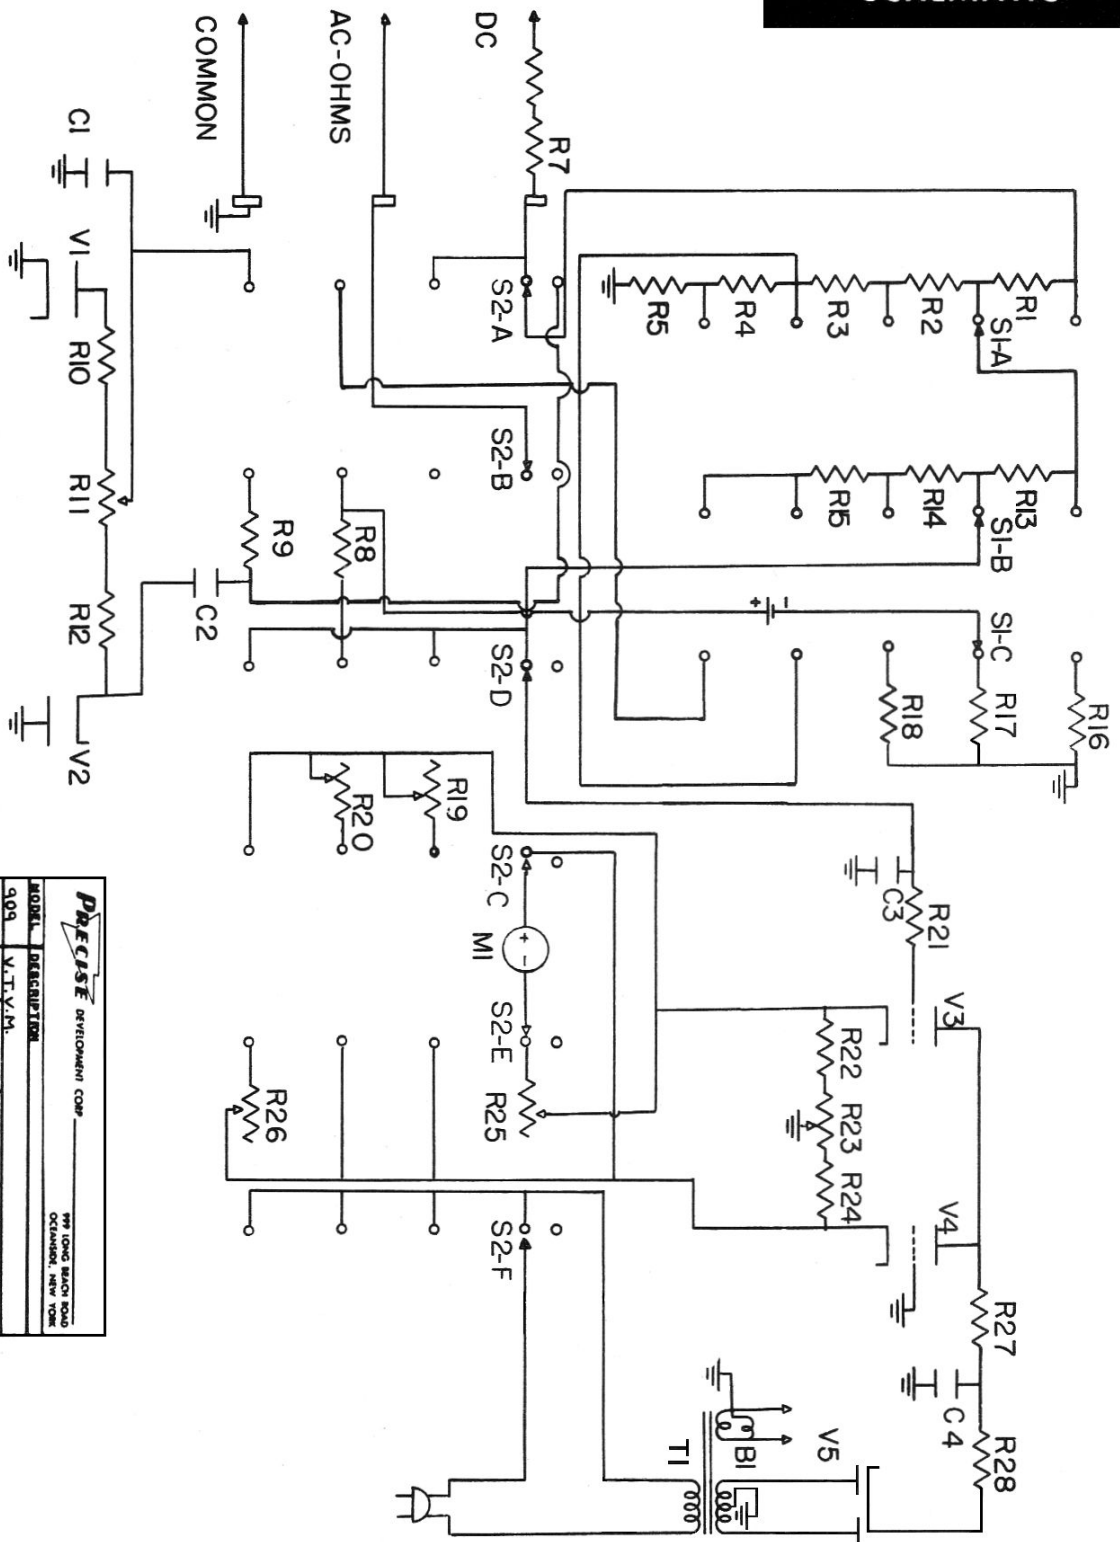 DC
AC-OHMS
COMMON
R7
C1
V1
R10
R11
R12
V2
C2
R9
R8
S2-A
S2-B
S2-D
R5
R4
R3
R2
R1
S1-A
R15
R14
R13
S1-B
+ -
S1-C
R18
R17
R16
R20
R19
S2-C
+ -
M1
S2-E
R25
R26
S2-F
C3
R21
V3
R22
R23
R24
V4
R27
C4
R28
V5
B1
T1
PRECISE DEVELOPMENT CORP
999 LONG BEACH ROAD
OCEANSIDE, NEW YORK
MODEL DESCRIPTION
909 V.T.V.M.